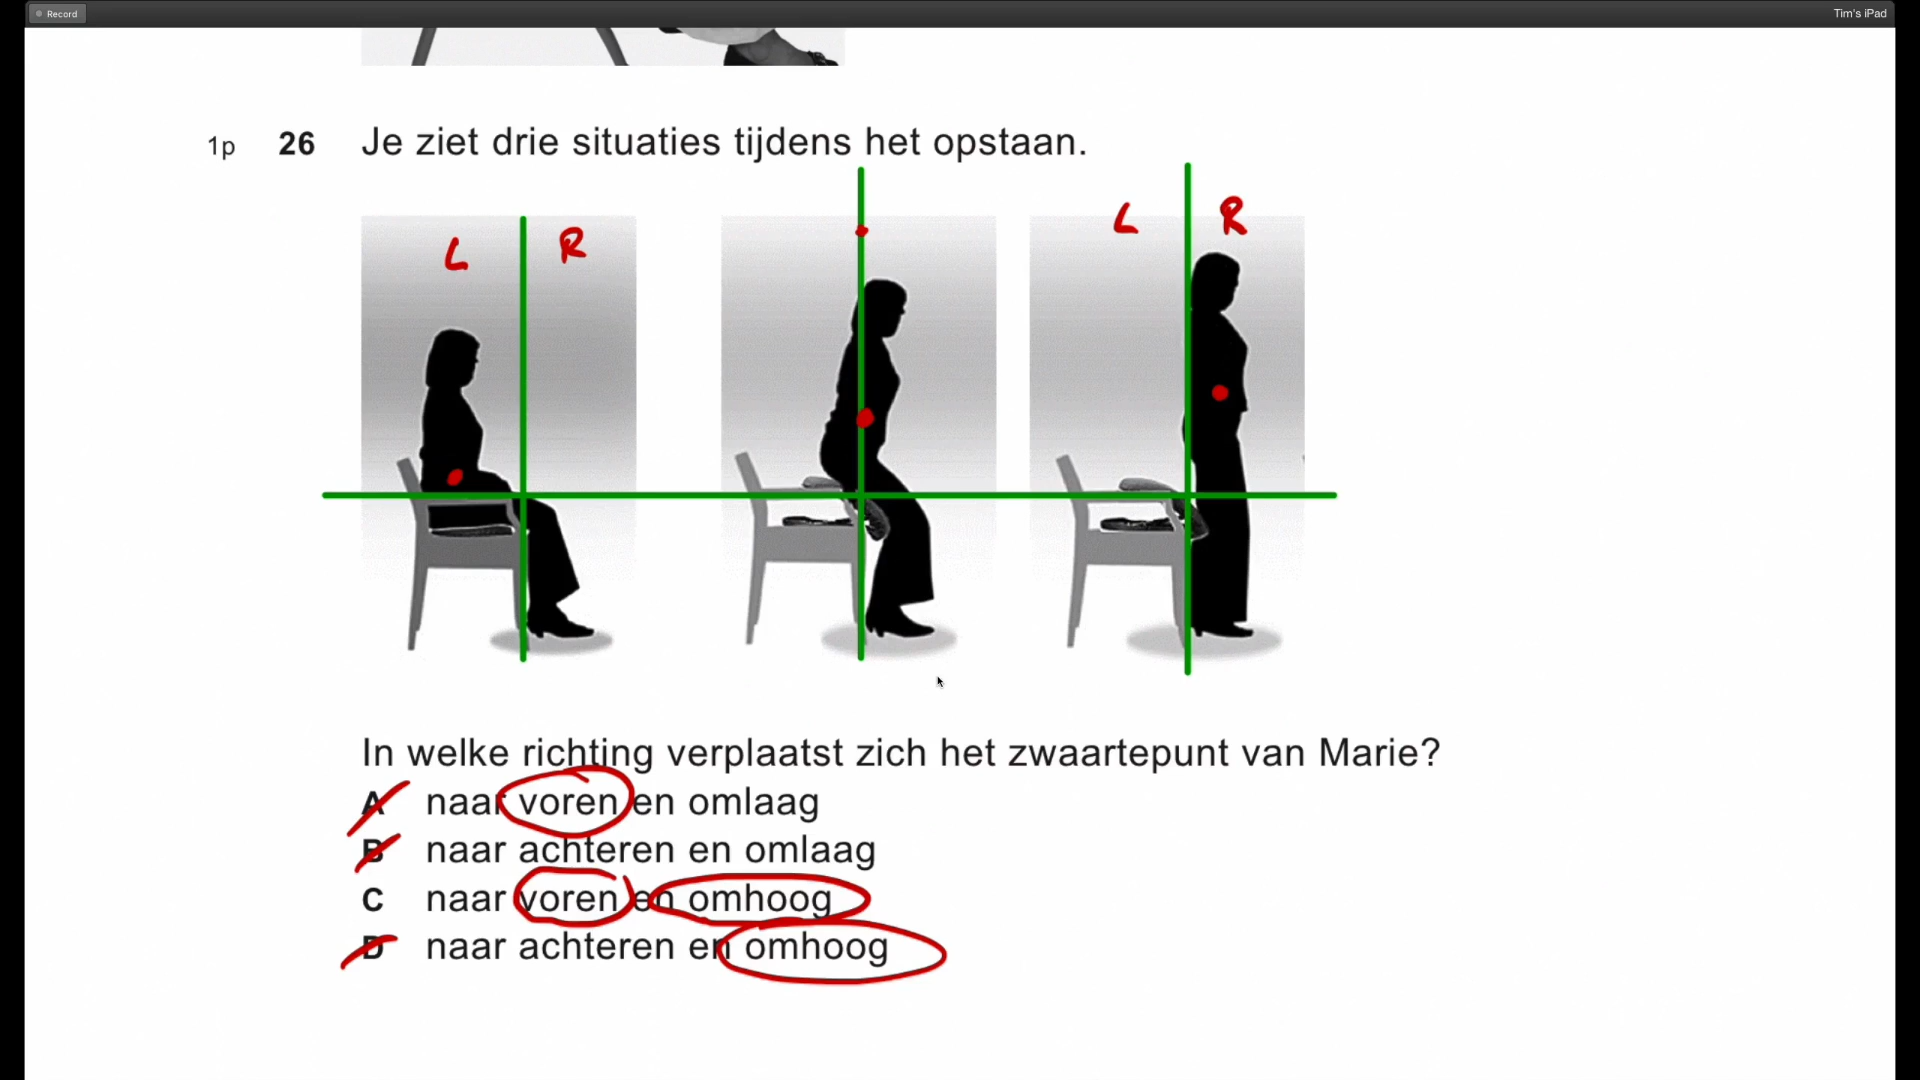 Record
Tim's iPad
1p 26 Je ziet drie situaties tijdens het opstaan.
L R L R
In welke richting verplaatst zich het zwaartepunt van Marie?
A naar voren en omlaag
B naar achteren en omlaag
C naar voren en omhoog
D naar achteren en omhoog